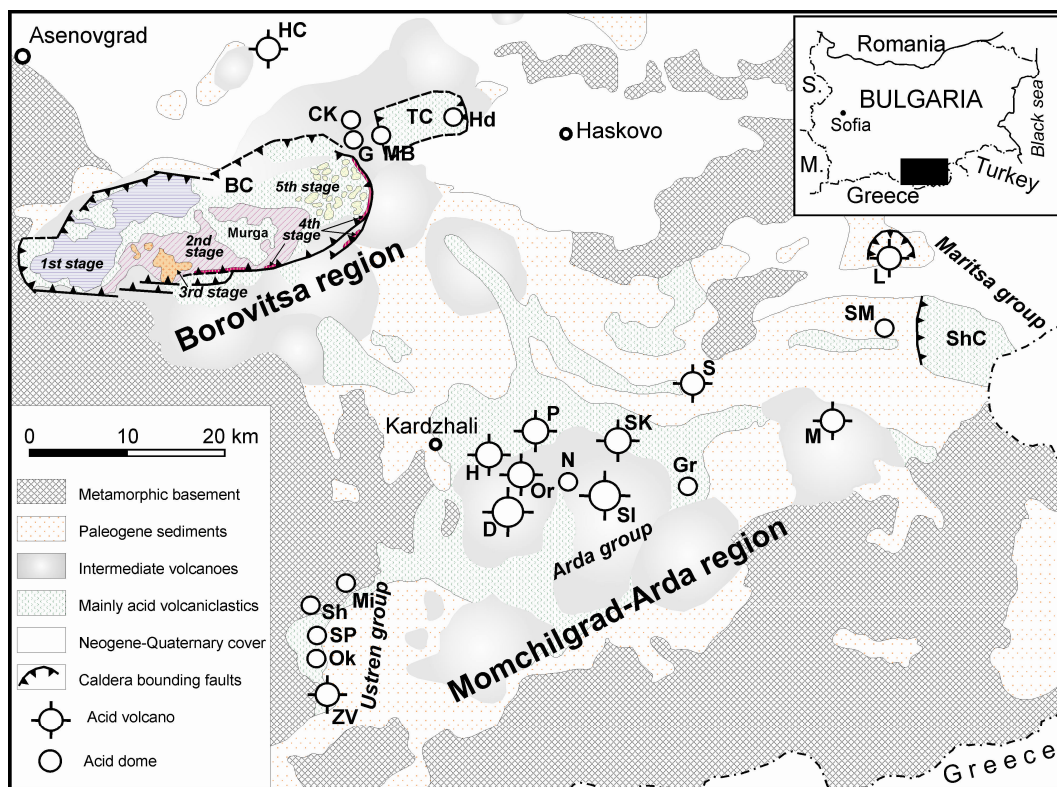 Asenovgrad
HC
Romania
S.
BULGARIA
Sofia
Black sea
M.
Greece
Turkey
CK
TC
Hd
G
MB
Haskovo
BC
5th stage
4th
stage
Murga
2nd
stage
1st stage
3rd stage
Borovitsa region
L
Maritsa group
SM
ShC
S
Kardzhali
P
SK
M
H
Or
N
Gr
D
SI
Arda group
Momchilgrad-Arda region
Mi
Sh
SP
Ok
ZV
Ustren group
0 10 20 km
Metamorphic basement
Paleogene sediments
Intermediate volcanoes
Mainly acid volcaniclastics
Neogene-Quaternary cover
Caldera bounding faults
Acid volcano
Acid dome
Greece